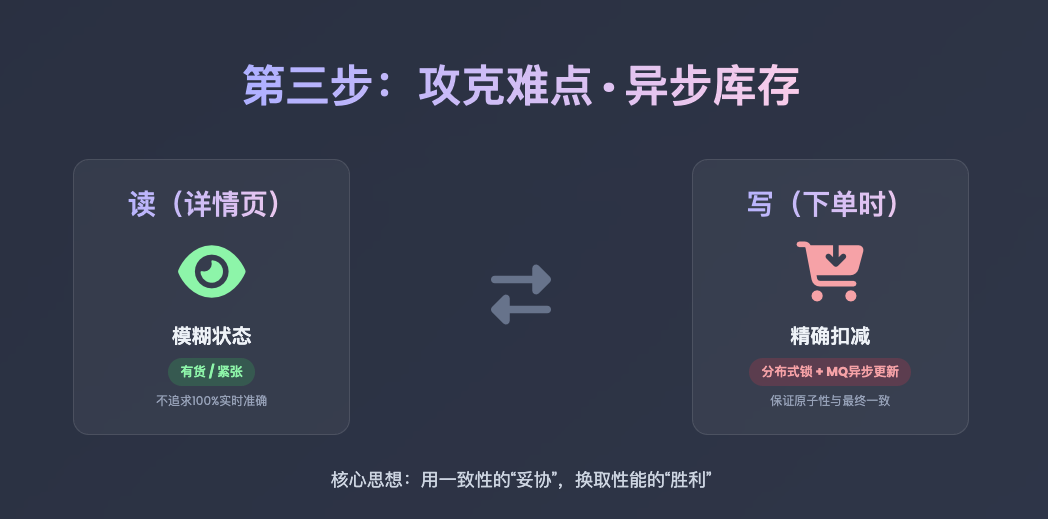 第三步：攻克难点·异步库存
读（详情页）
模糊状态
有货 / 紧张
不追求100%实时准确
写（下单时）
精确扣减
分布式锁 + MQ异步更新
保证原子性与最终一致
核心思想：用一致性的“妥协”，换取性能的“胜利”